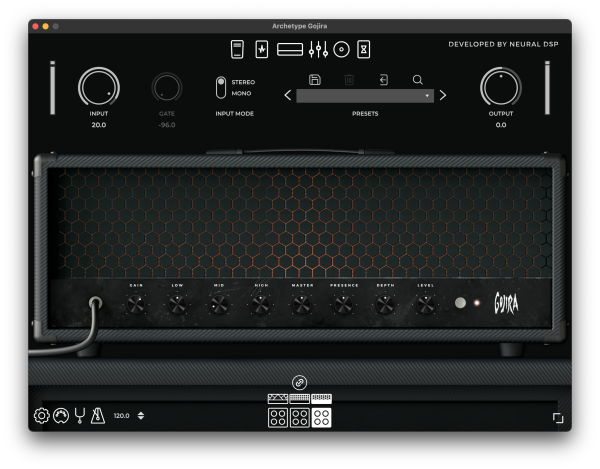 Archetype Gojira
DEVELOPED BY NEURAL DSP
STEREO
MONO
INPUT
GATE
INPUT MODE
PRESETS
OUTPUT
20.0
-96.0
0.0
GAIN LOW MID HIGH MASTER PRESENCE DEPTH LEVEL
GOJIRA
120.0